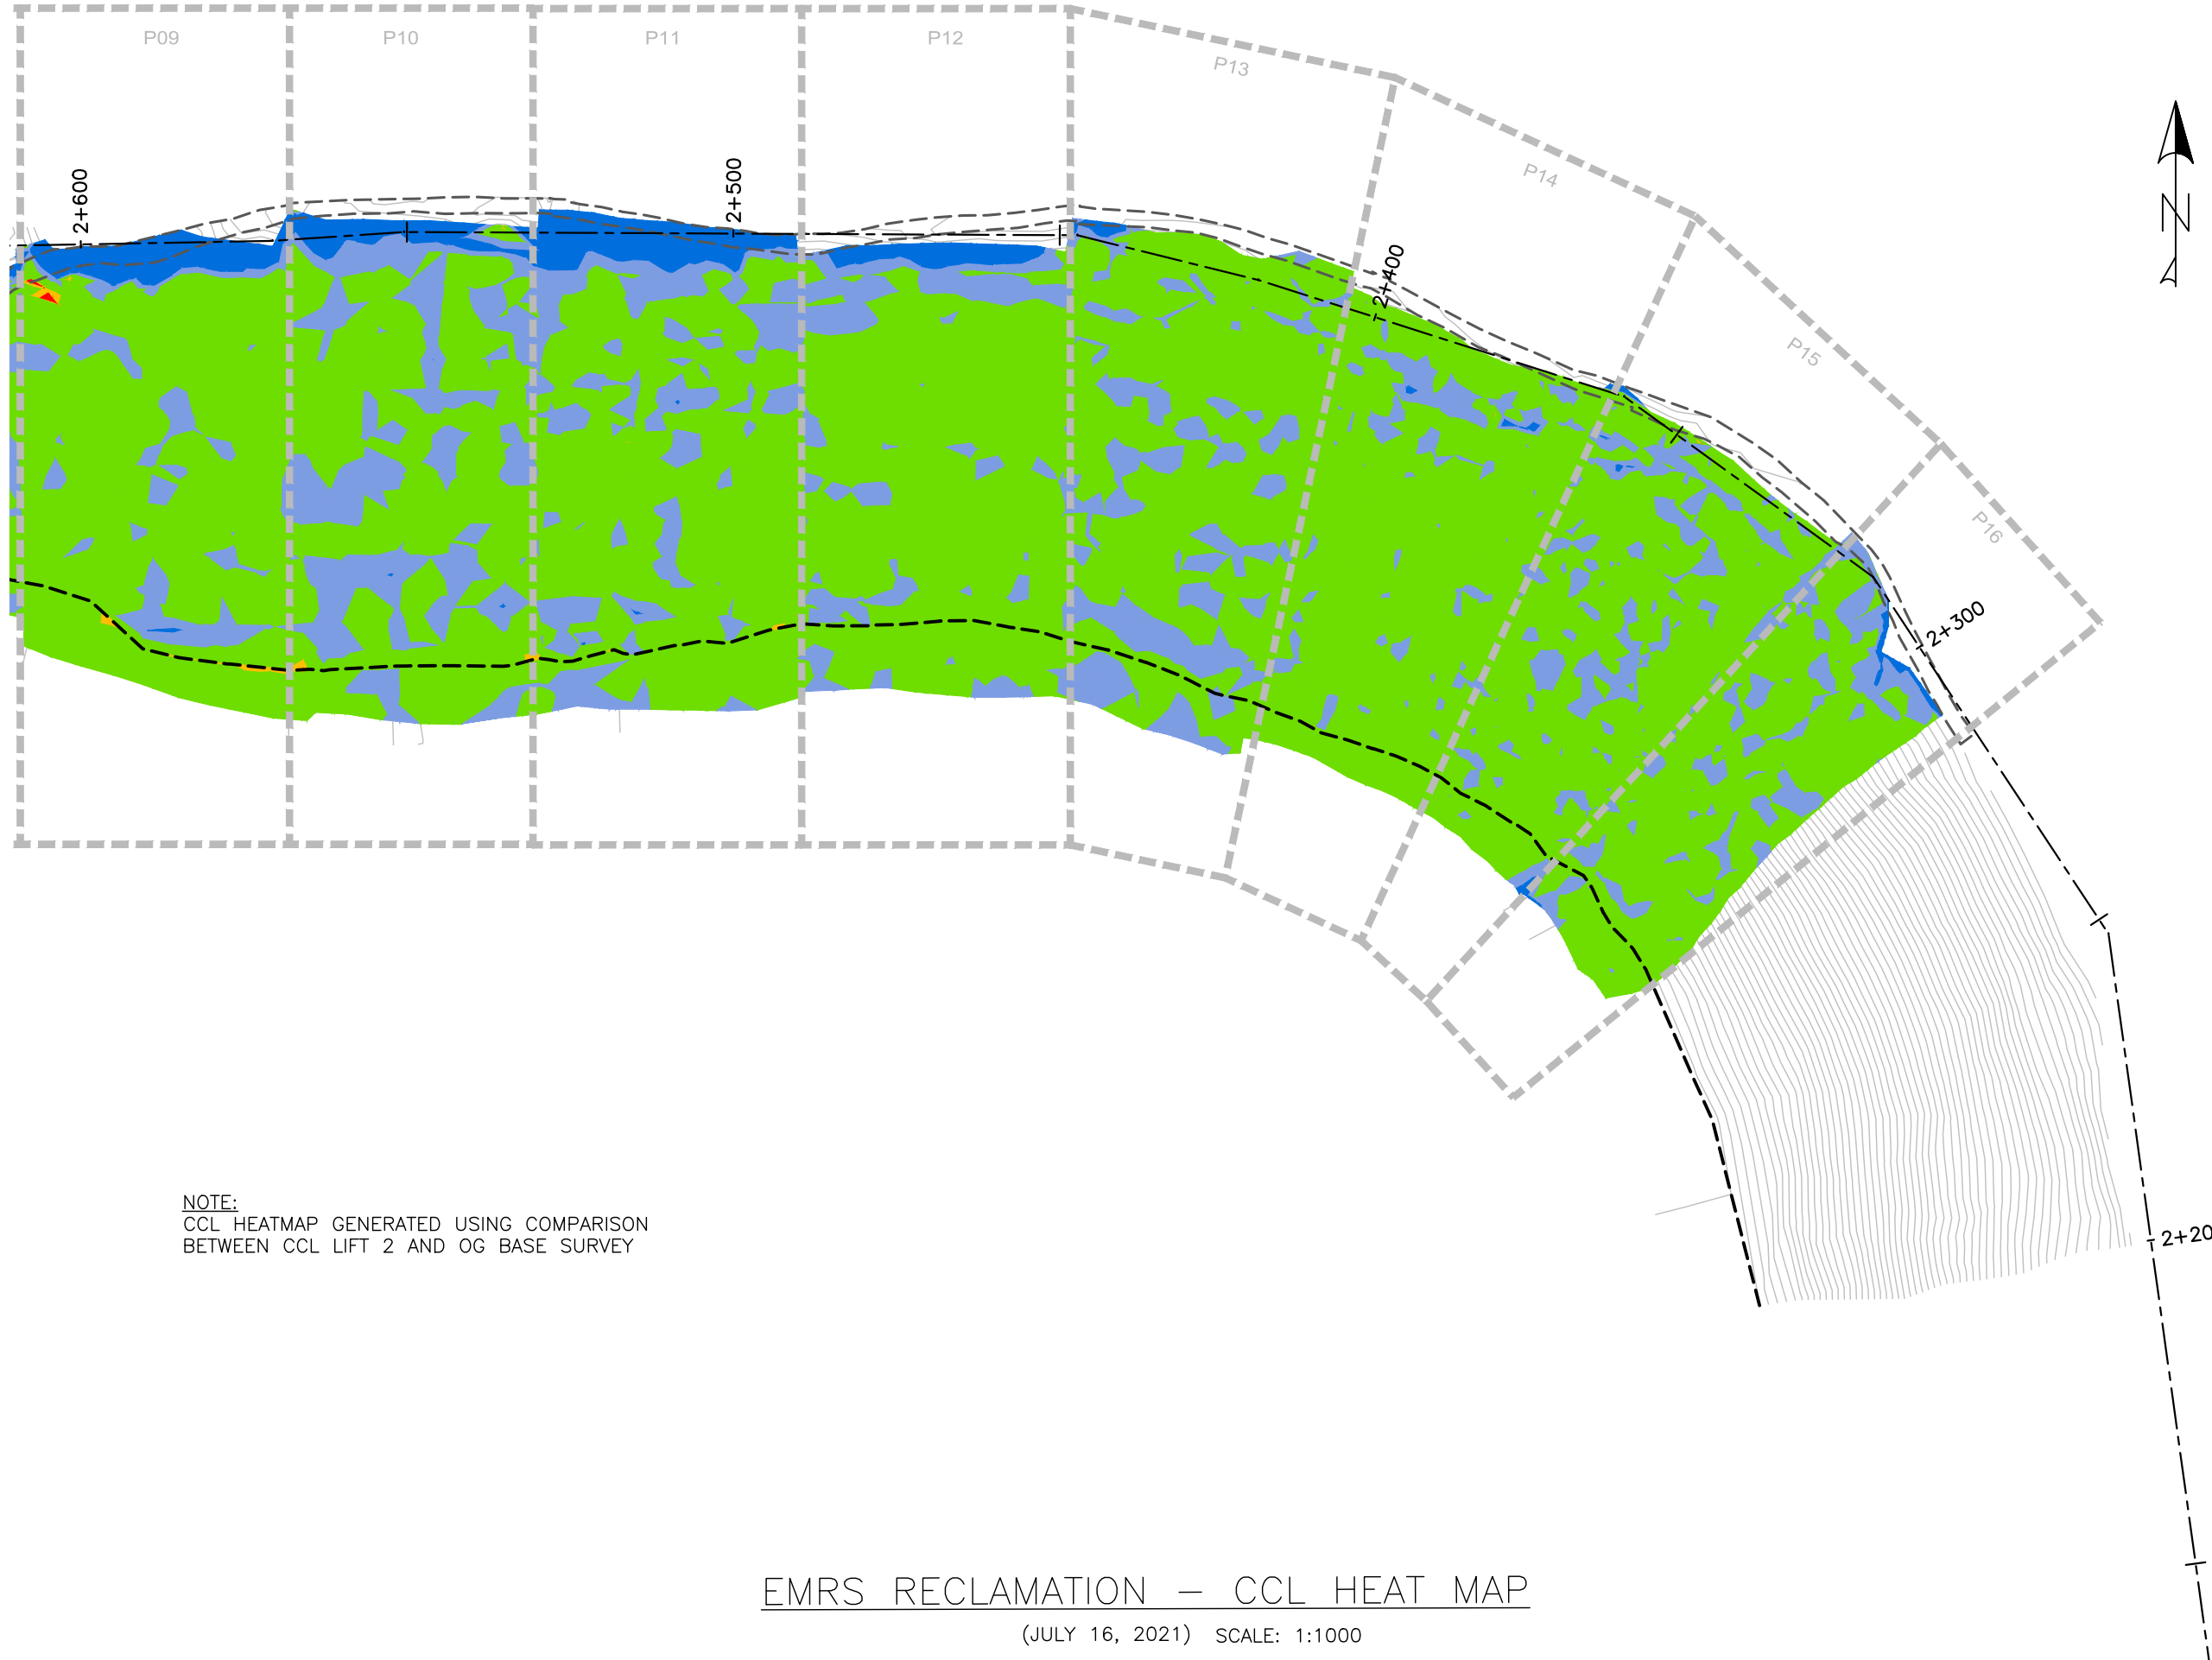 P09
P10
P11
P12
P13
P14
P15
P16
2+600
2+500
2+400
2+300
2+20
N
NOTE:
CCL HEATMAP GENERATED USING COMPARISON
BETWEEN CCL LIFT 2 AND OG BASE SURVEY
EMRS RECLAMATION – CCL HEAT MAP
(JULY 16, 2021) SCALE: 1:1000